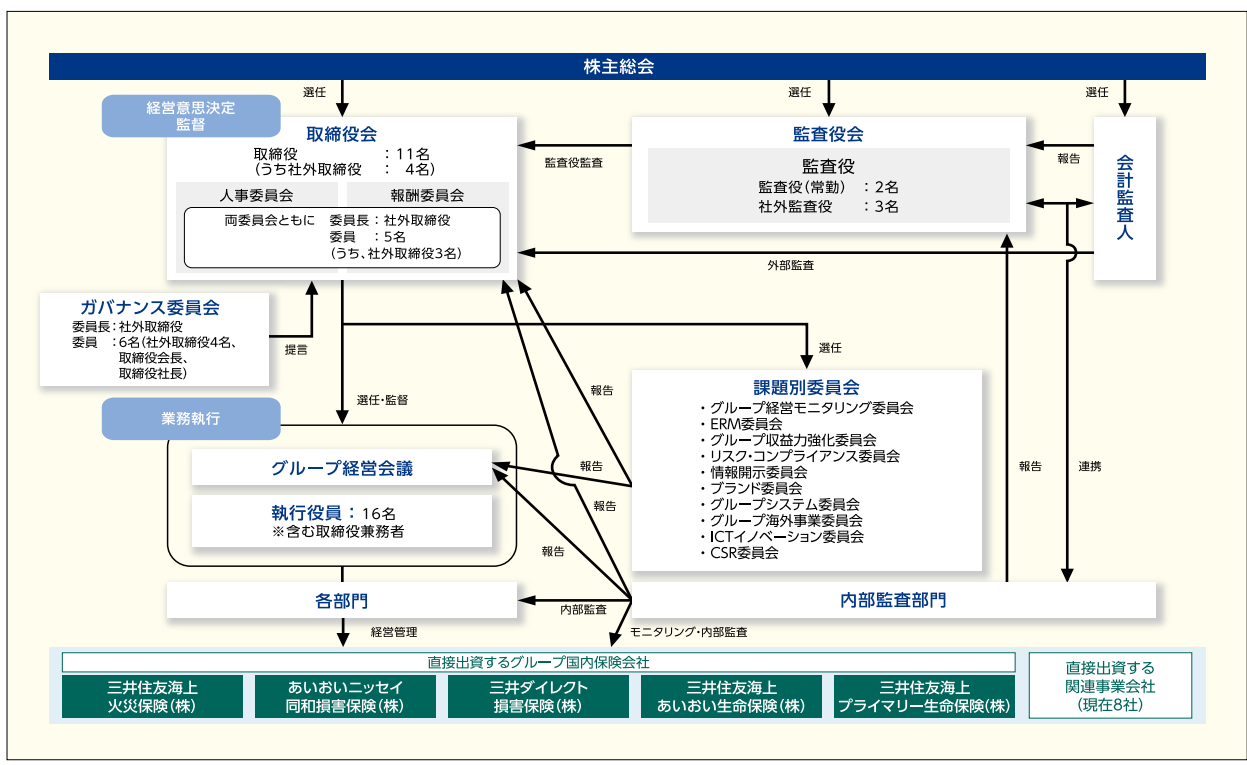 株主総会
選任
選任
選任
経営意思決定
監督
取締役会
取締役　：11名
(うち社外取締役　：　4名)
人事委員会
報酬委員会
両委員会ともに　委員長：社外取締役
委員　：5名
(うち、社外取締役3名)
監査役監査
監査役会
監査役
監査役(常勤)　：2名
社外監査役　：3名
報告
会計監査人
外部監査
ガバナンス委員会
委員長：社外取締役
委員　：6名(社外取締役4名、
取締役会長、
取締役社長)
提言
選任
選任・監督
報告
課題別委員会
・グループ経営モニタリング委員会
・ERM委員会
・グループ収益力強化委員会
・リスク・コンプライアンス委員会
・情報開示委員会
・ブランド委員会
・グループシステム委員会
・グループ海外事業委員会
・ICTイノベーション委員会
・CSR委員会
報告
連携
業務執行
グループ経営会議
執行役員：16名
※含む取締役兼務者
報告
報告
報告
各部門
内部監査
内部監査部門
経営管理
モニタリング・内部監査
直接出資するグループ国内保険会社
三井住友海上
火災保険(株)
あいおいニッセイ
同和損害保険(株)
三井ダイレクト
損害保険(株)
三井住友海上
あいおい生命保険(株)
三井住友海上
プライマリー生命保険(株)
直接出資する
関連事業会社
(現在8社)